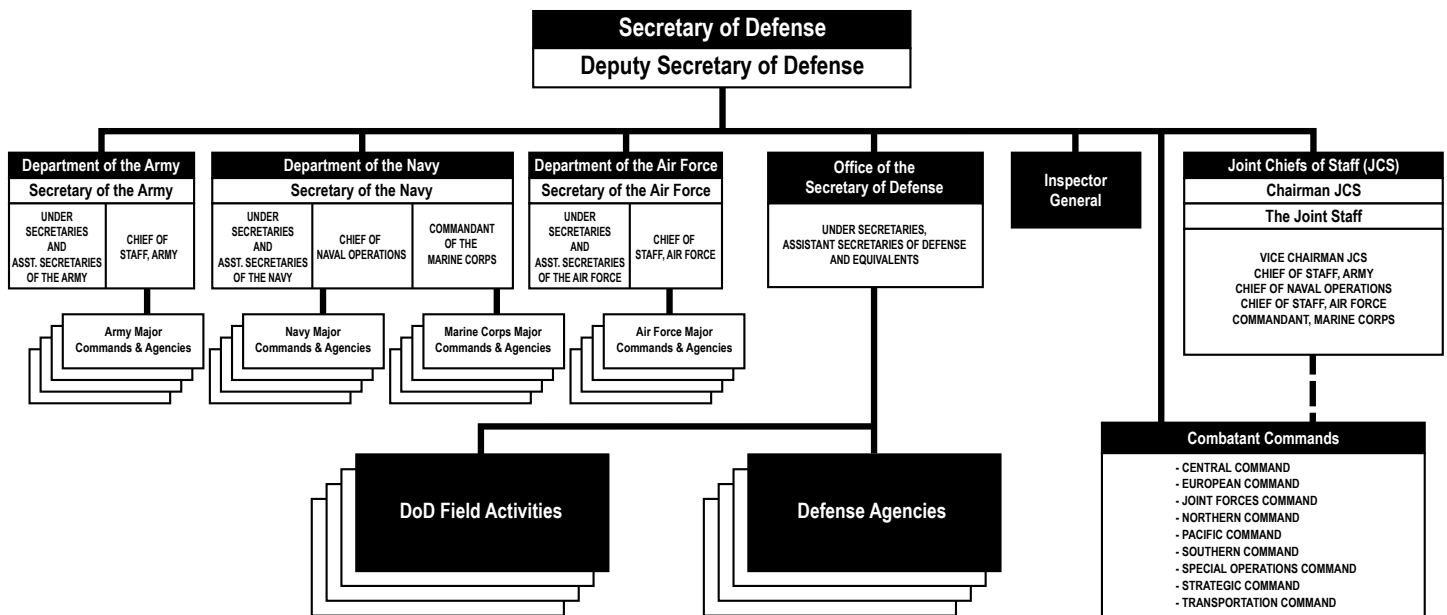 Secretary of Defense
Deputy Secretary of Defense
Department of the Army
Secretary of the Army
UNDER
SECRETARIES
AND
ASST. SECRETARIES
OF THE ARMY
CHIEF OF
STAFF, ARMY
Army Major
Commands & Agencies
Department of the Navy
Secretary of the Navy
UNDER
SECRETARIES
AND
ASST. SECRETARIES
OF THE NAVY
CHIEF OF
NAVAL OPERATIONS
COMMANDANT
OF THE
MARINE CORPS
Navy Major
Commands & Agencies
Marine Corps Major
Commands & Agencies
Department of the Air Force
Secretary of the Air Force
UNDER
SECRETARIES
AND
ASST. SECRETARIES
OF THE AIR FORCE
CHIEF OF
STAFF, AIR FORCE
Air Force Major
Commands & Agencies
Office of the
Secretary of Defense
UNDER SECRETARIES,
ASSISTANT SECRETARIES OF DEFENSE
AND EQUIVALENTS
Inspector
General
Joint Chiefs of Staff (JCS)
Chairman JCS
The Joint Staff
VICE CHAIRMAN JCS
CHIEF OF STAFF, ARMY
CHIEF OF NAVAL OPERATIONS
CHIEF OF STAFF, AIR FORCE
COMMANDANT, MARINE CORPS
DoD Field Activities
Defense Agencies
Combatant Commands
- CENTRAL COMMAND
- EUROPEAN COMMAND
- JOINT FORCES COMMAND
- NORTHERN COMMAND
- PACIFIC COMMAND
- SOUTHERN COMMAND
- SPECIAL OPERATIONS COMMAND
- STRATEGIC COMMAND
- TRANSPORTATION COMMAND